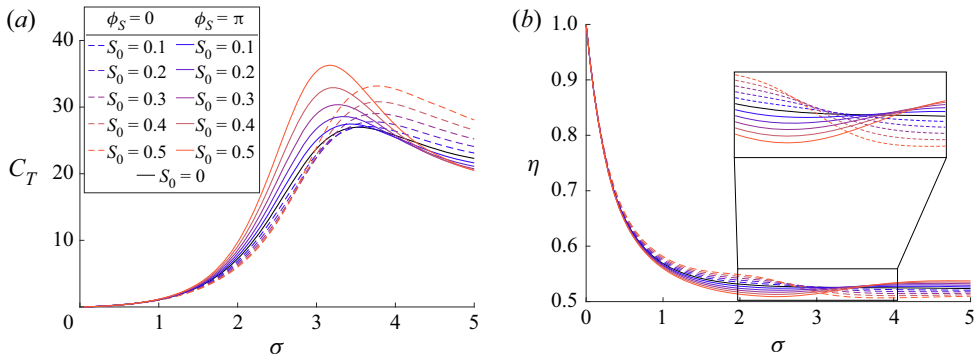 (a)
ϕ_S = 0 ϕ_S = π
S_0 = 0.1 S_0 = 0.1
S_0 = 0.2 S_0 = 0.2
S_0 = 0.3 S_0 = 0.3
S_0 = 0.4 S_0 = 0.4
S_0 = 0.5 S_0 = 0.5
S_0 = 0
40
30
20
10
0
C_T
0 1 2 3 4 5
σ
(b)
1.0
0.9
0.8
0.7
0.6
0.5
η
0 1 2 3 4 5
σ